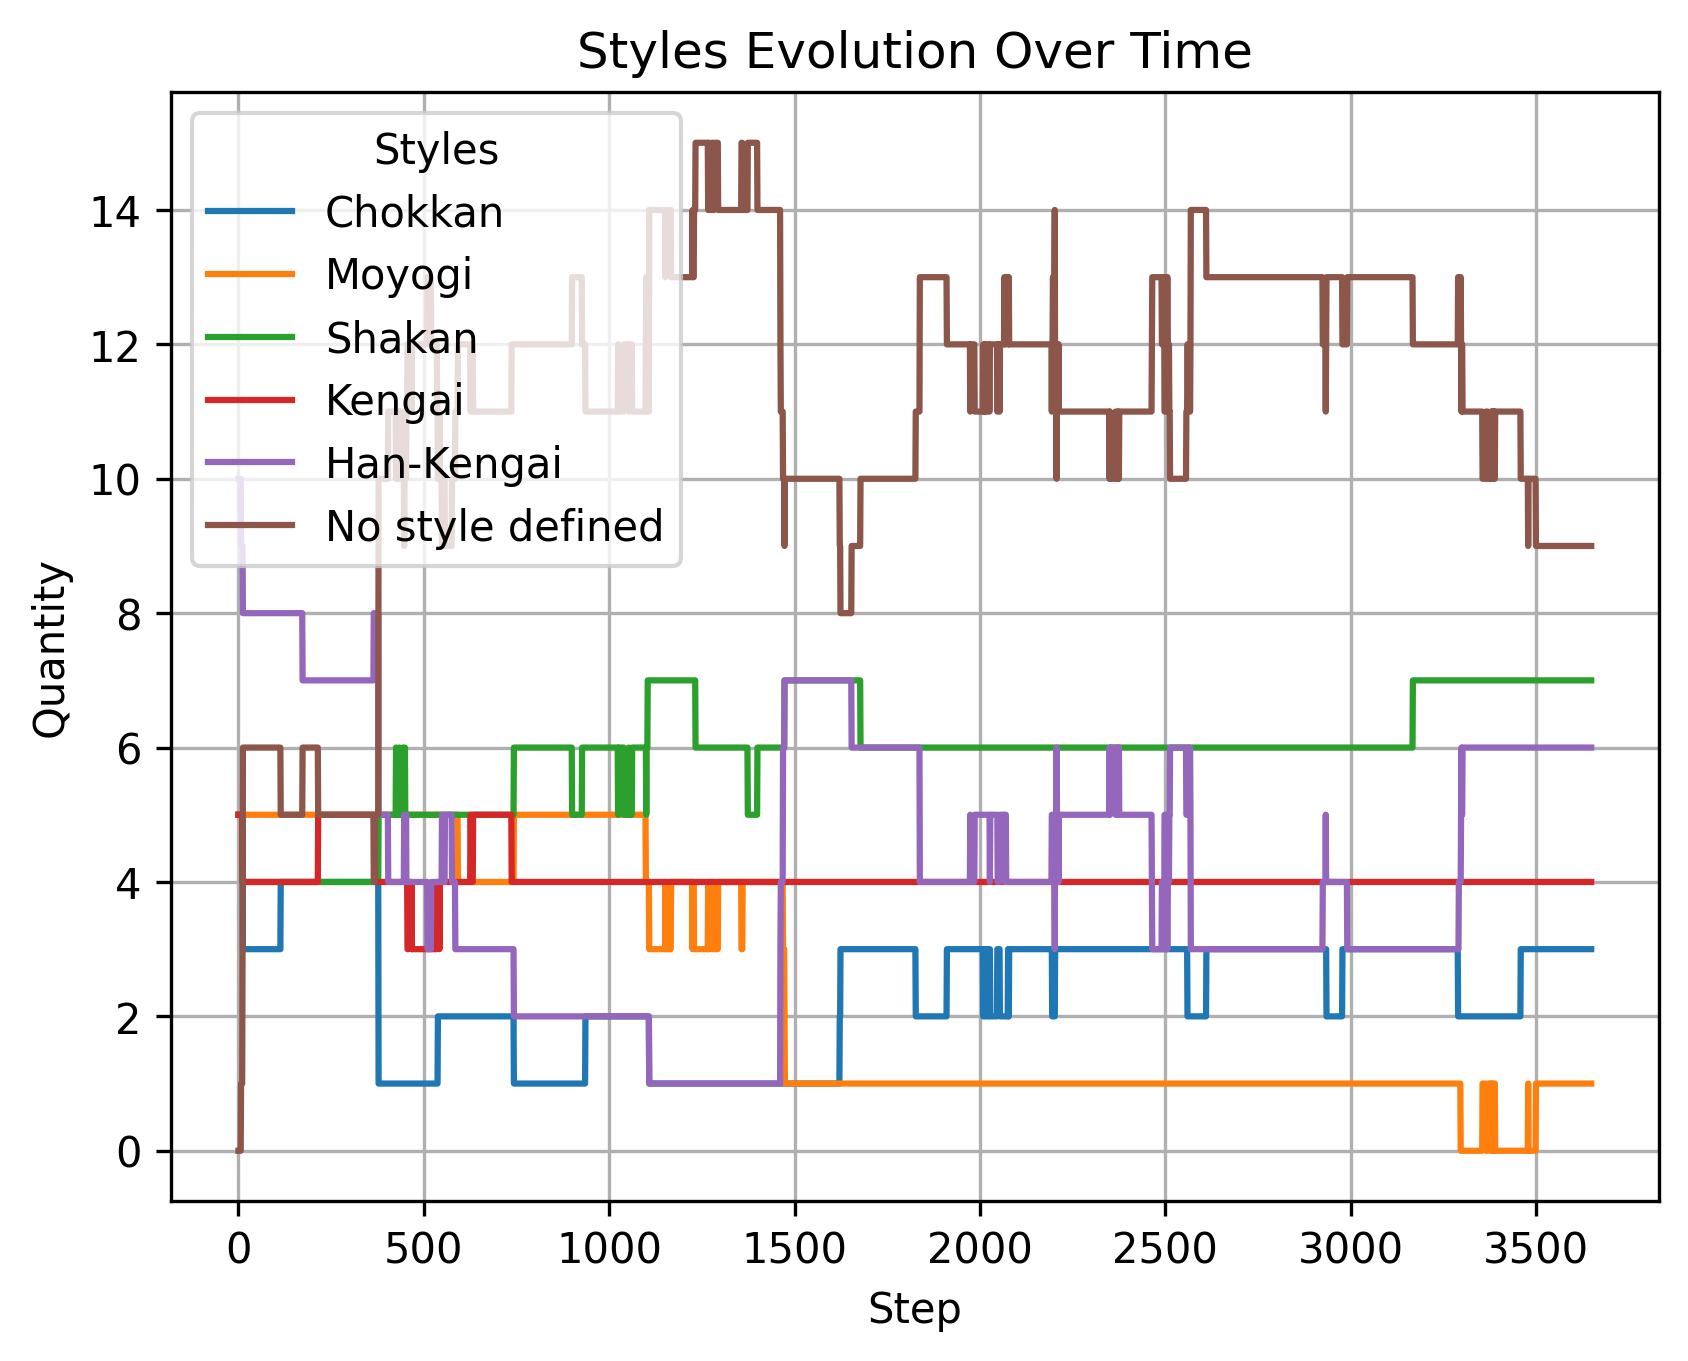 Styles Evolution Over Time
Styles
Chokkan
Moyogi
Shakan
Kengai
Han-Kengai
No style defined
Quantity
14
12
10
8
6
4
2
0
0 500 1000 1500 2000 2500 3000 3500
Step